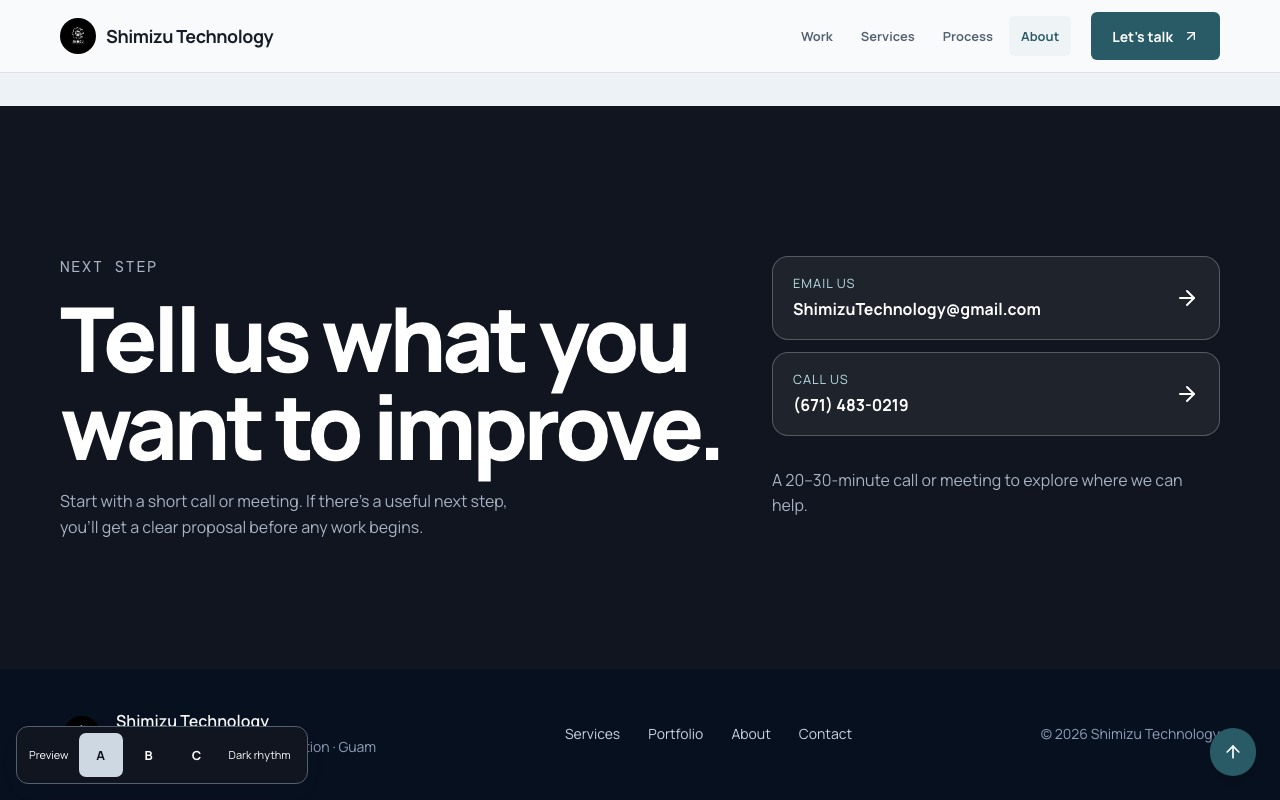 Shimizu Technology
Work
Services
Process
About
Let's talk
NEXT STEP
Tell us what you
want to improve.
Start with a short call or meeting. If there's a useful next step,
you'll get a clear proposal before any work begins.
EMAIL US
ShimizuTechnology@gmail.com
CALL US
(671) 483-0219
A 20–30-minute call or meeting to explore where we can
help.
Shimizu Technology
· Guam
Services
Portfolio
About
Contact
© 2026 Shimizu Technology
Preview
A
B
C
Dark rhythm